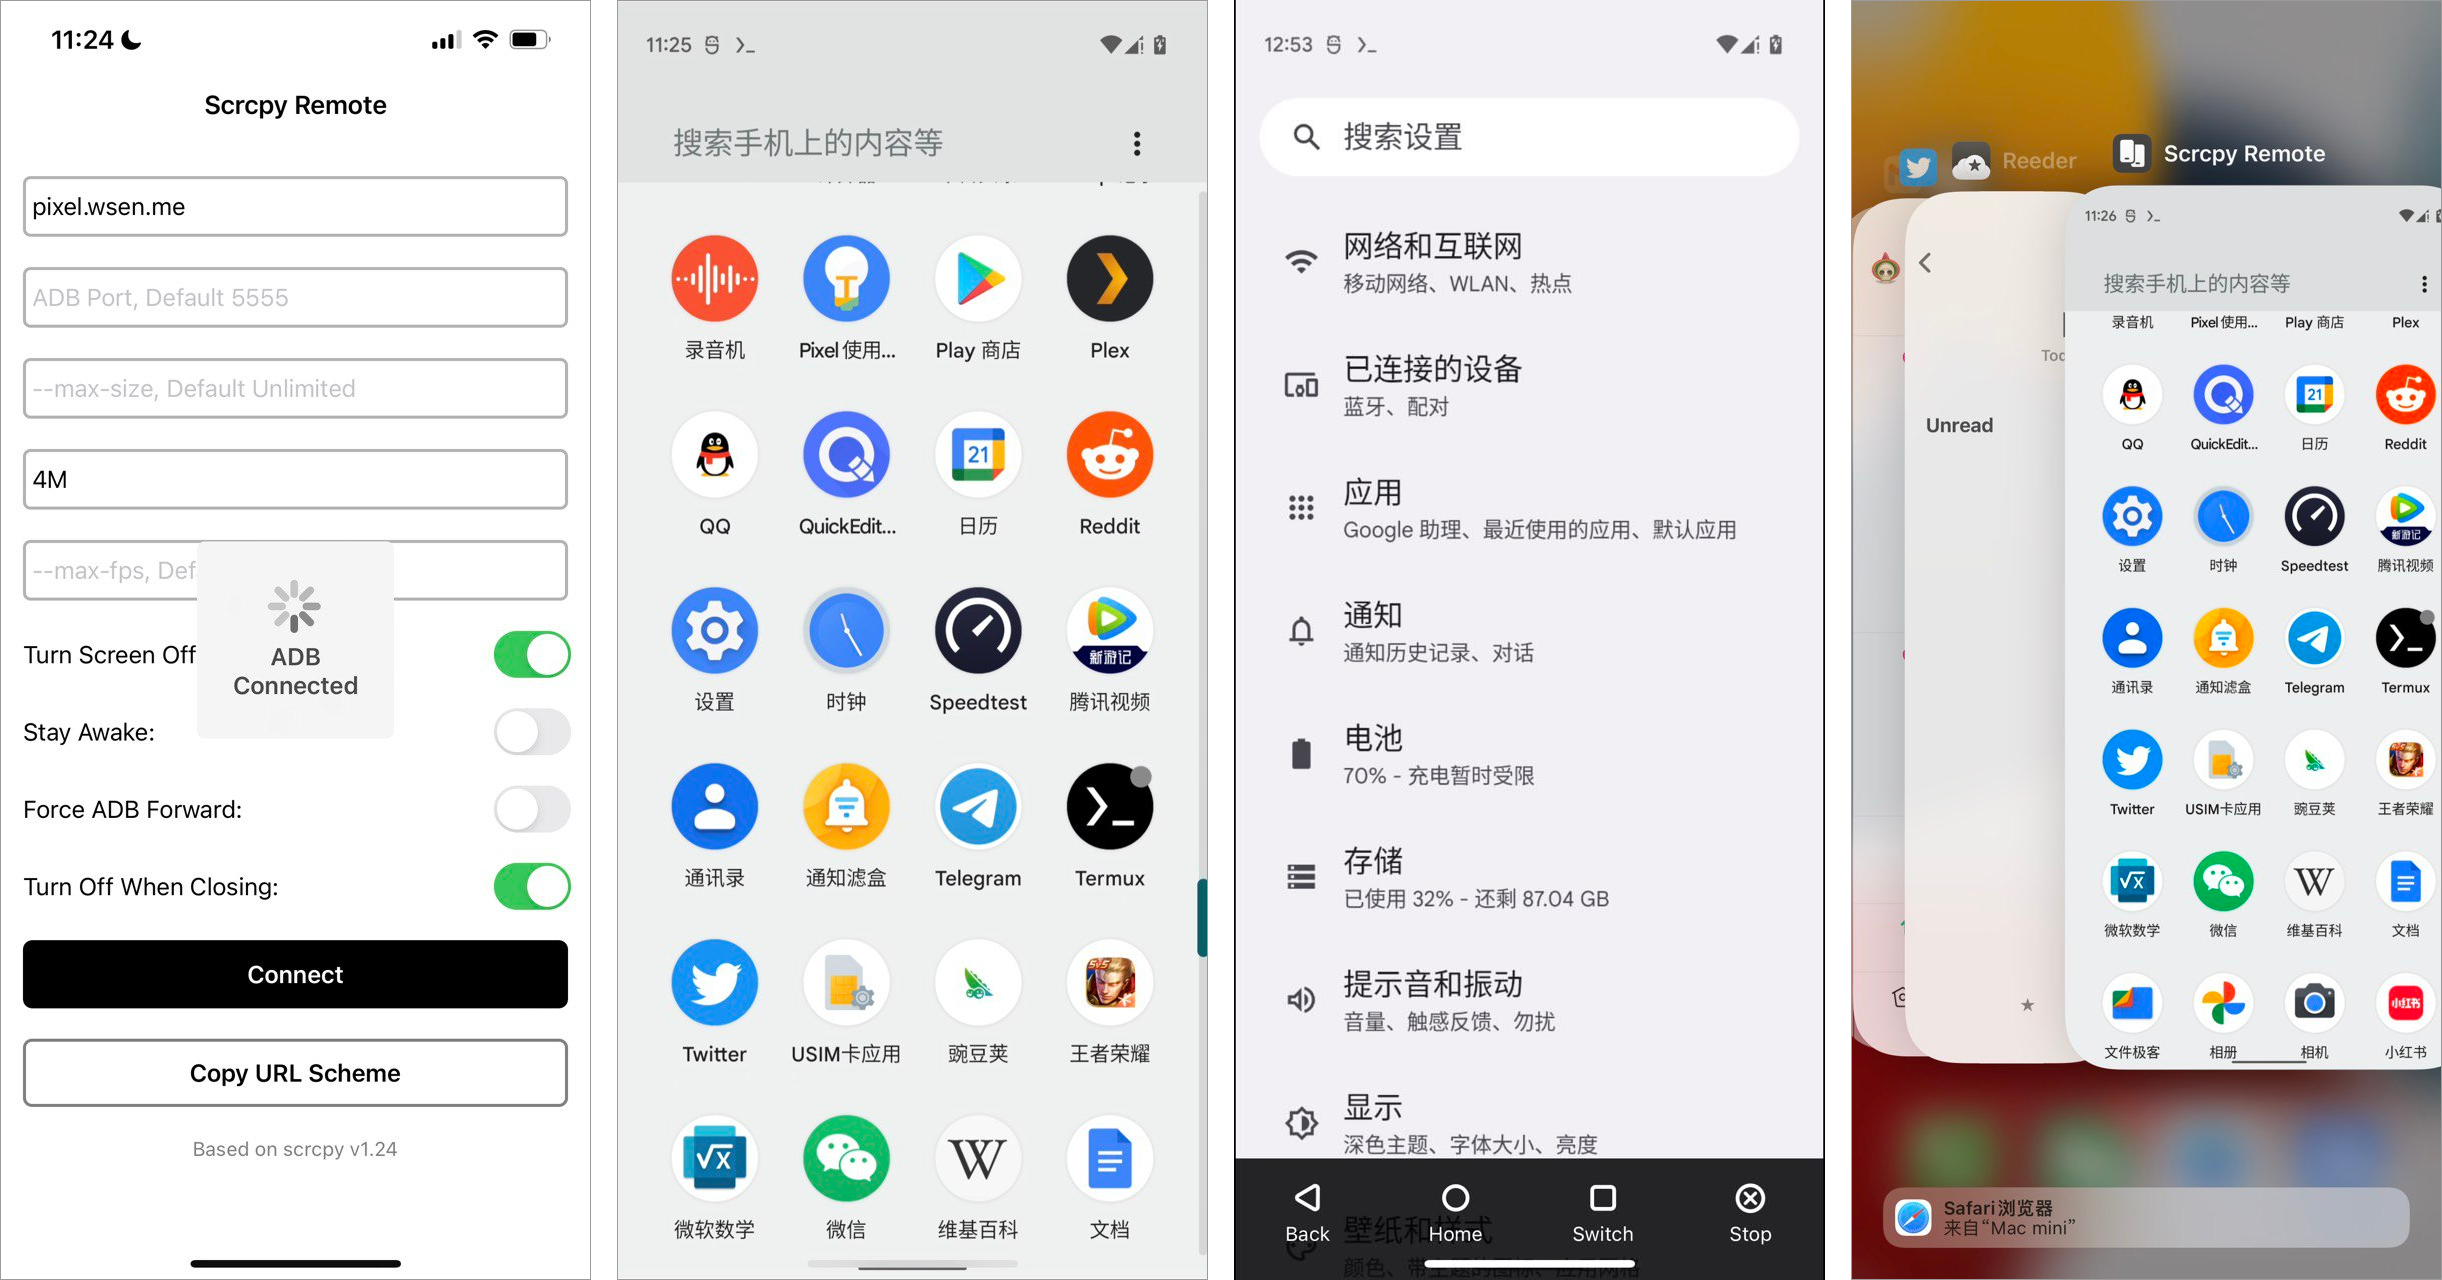 11:24
Scrcpy Remote
pixel.wsen.me
ADB Port, Default 5555
--max-size, Default Unlimited
4M
--max-fps, Def
ADB
Connected
Turn Screen Off
Stay Awake:
Force ADB Forward:
Turn Off When Closing:
Connect
Copy URL Scheme
Based on scrcpy v1.24
11:25
搜索手机上的内容等
录音机 Pixel 使用... Play 商店 Plex
21
QQ QuickEdit... 日历 Reddit
新游记
设置 时钟 Speedtest 腾讯视频
通讯录 通知滤盒 Telegram Termux
5V5
Twitter USIM卡应用 豌豆荚 王者荣耀
√x W
微软数学 微信 维基百科 文档
12:53
搜索设置
网络和互联网
移动网络、WLAN、热点
已连接的设备
蓝牙、配对
应用
Google 助理、最近使用的应用、默认应用
通知
通知历史记录、对话
电池
70% - 充电暂时受限
存储
已使用 32% - 还剩 87.04 GB
提示音和振动
音量、触感反馈、勿扰
显示
深色主题、字体大小、亮度
壁纸和样式
Back Home Switch Stop
Reeder
Scrcpy Remote
Unread
11:26
搜索手机上的内容等
录音机 Pixel 使用... Play 商店 Plex
21
QQ QuickEdit... 日历 Reddit
新游记
设置 时钟 Speedtest 腾讯视频
通讯录 通知滤盒 Telegram Termux
Twitter USIM卡应用 豌豆荚 王者荣耀
√x W
微软数学 微信 维基百科 文档
小红书
文件极客 相册 相机 小红书
Safari 浏览器
来自“Mac mini”